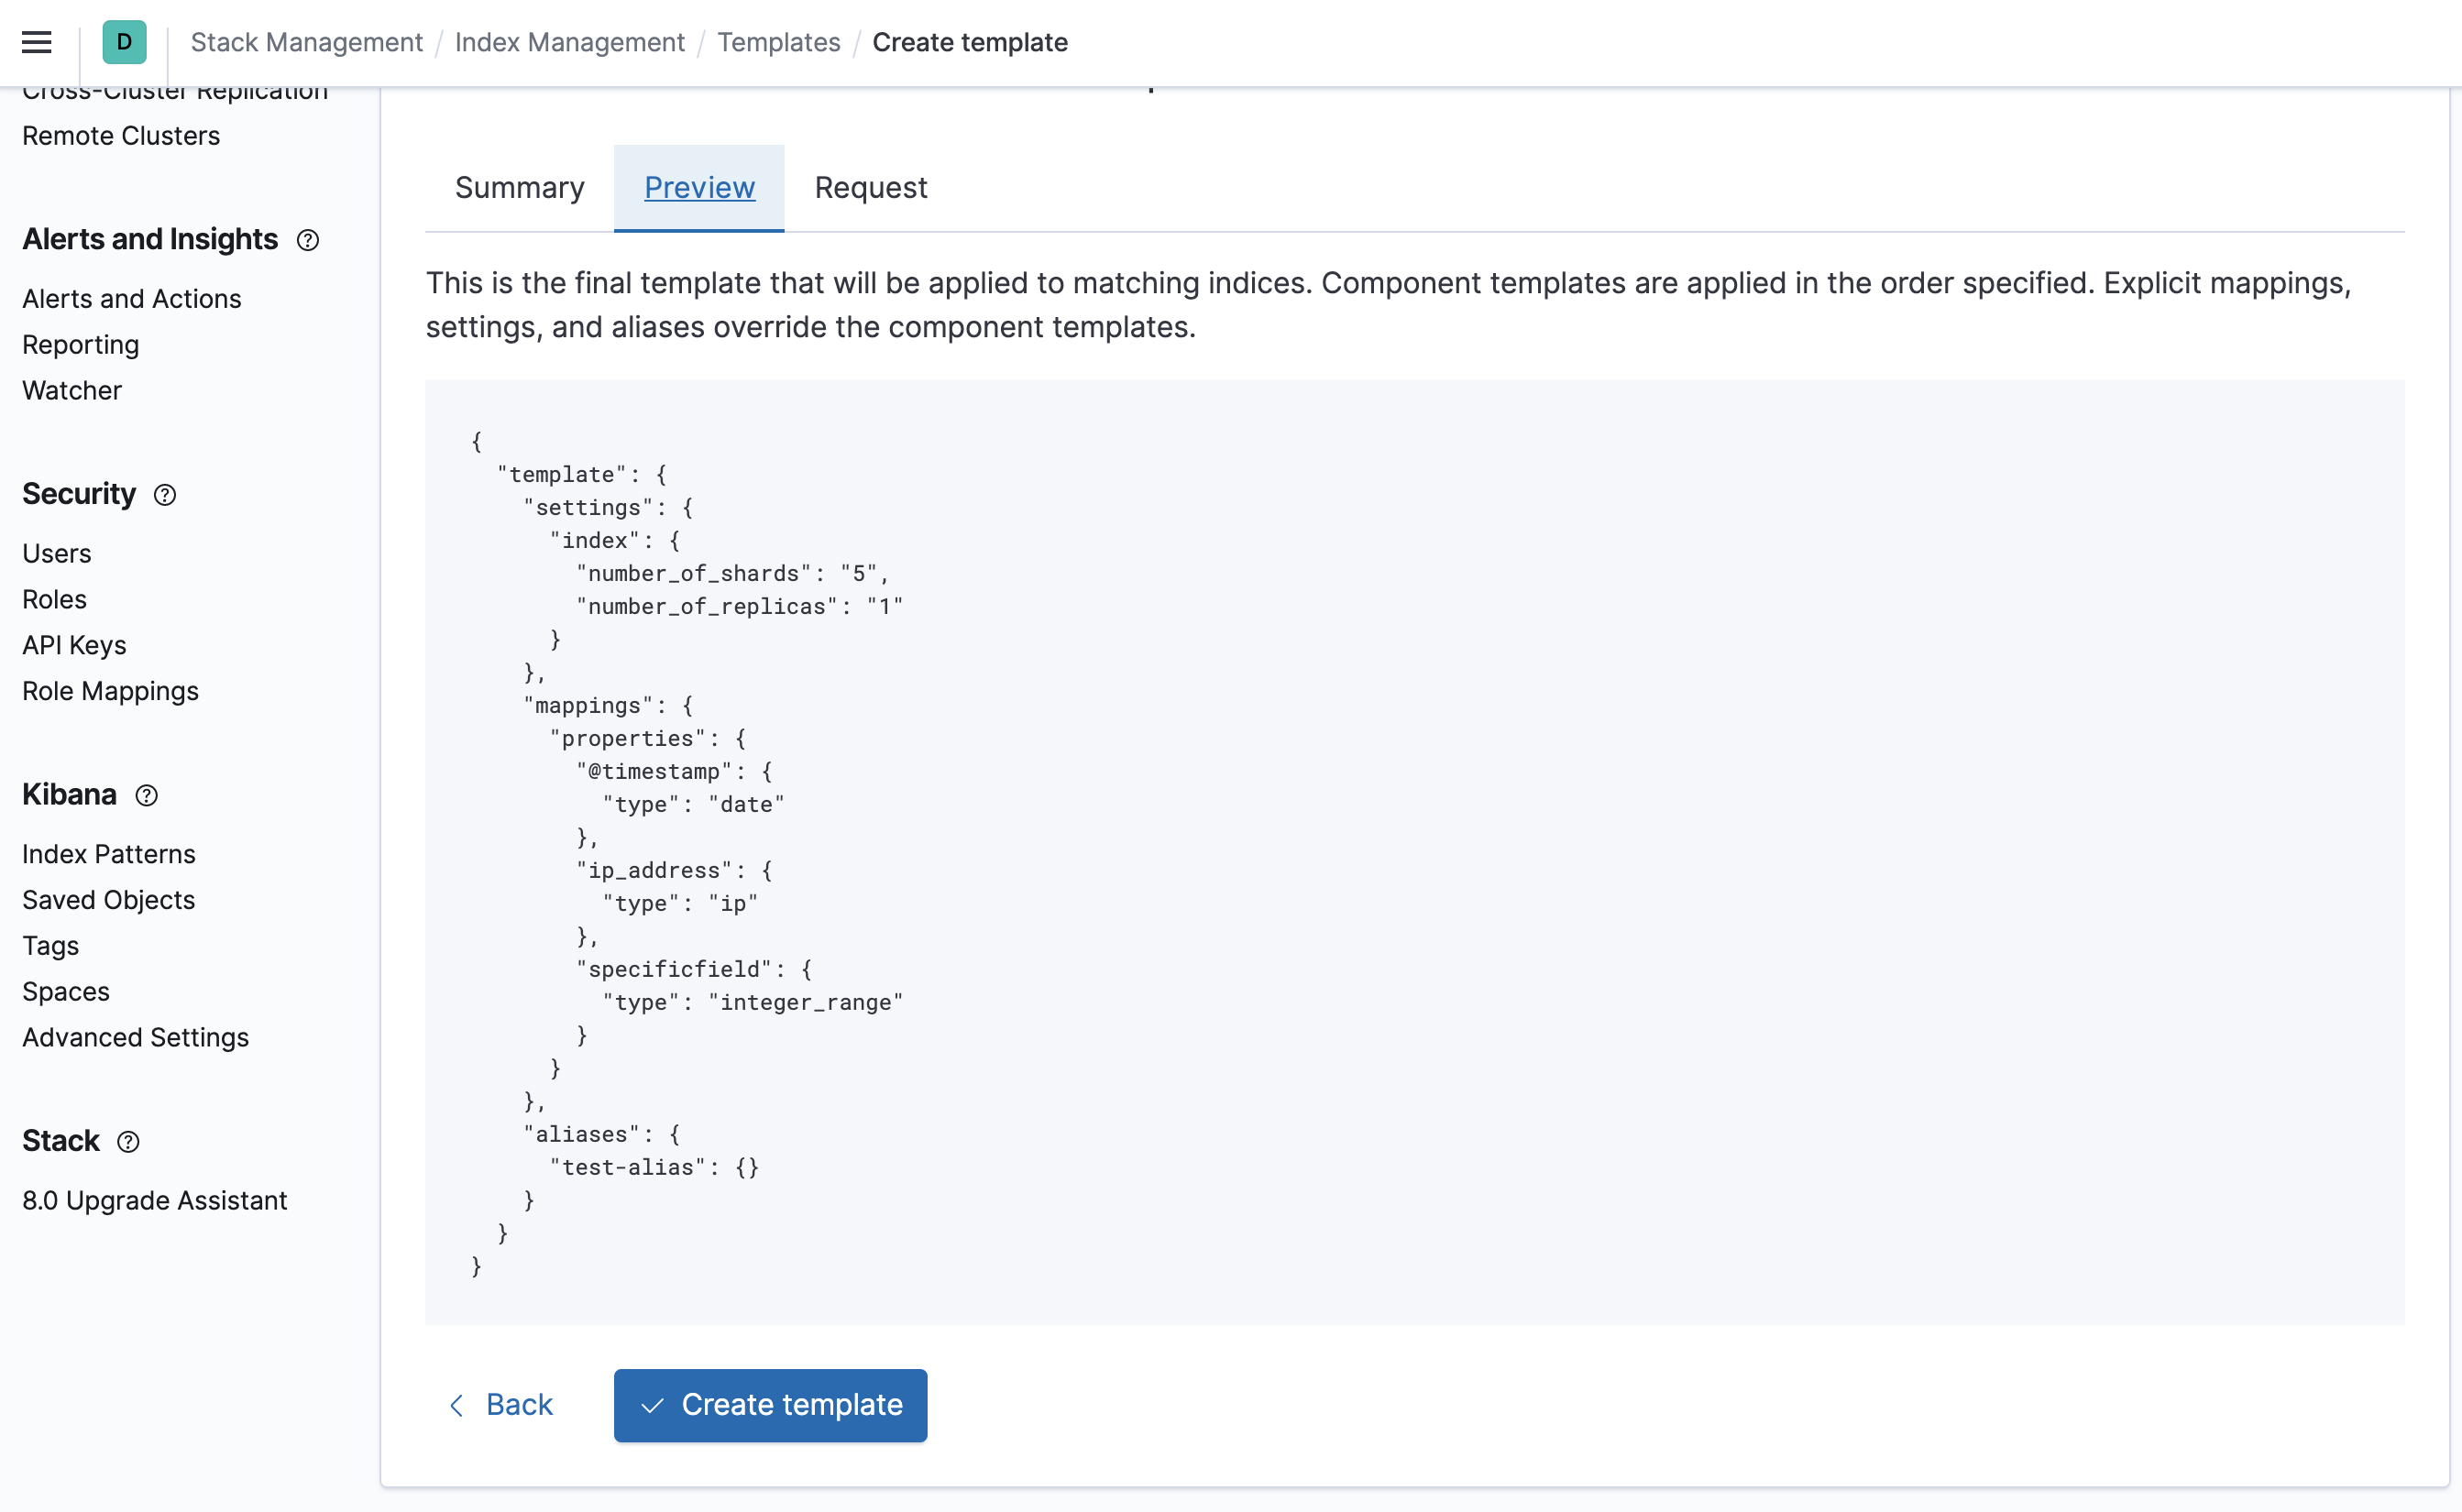 D
Stack Management / Index Management / Templates / Create template
Cross-Cluster Replication
Remote Clusters
Alerts and Insights
Alerts and Actions
Reporting
Watcher
Security
Users
Roles
API Keys
Role Mappings
Kibana
Index Patterns
Saved Objects
Tags
Spaces
Advanced Settings
Stack
8.0 Upgrade Assistant
Summary Preview Request
This is the final template that will be applied to matching indices. Component templates are applied in the order specified. Explicit mappings,
settings, and aliases override the component templates.
{
  "template": {
    "settings": {
      "index": {
        "number_of_shards": "5",
        "number_of_replicas": "1"
      }
    },
    "mappings": {
      "properties": {
        "@timestamp": {
          "type": "date"
        },
        "ip_address": {
          "type": "ip"
        },
        "specificfield": {
          "type": "integer_range"
        }
      }
    },
    "aliases": {
      "test-alias": {}
    }
  }
}
Back
Create template